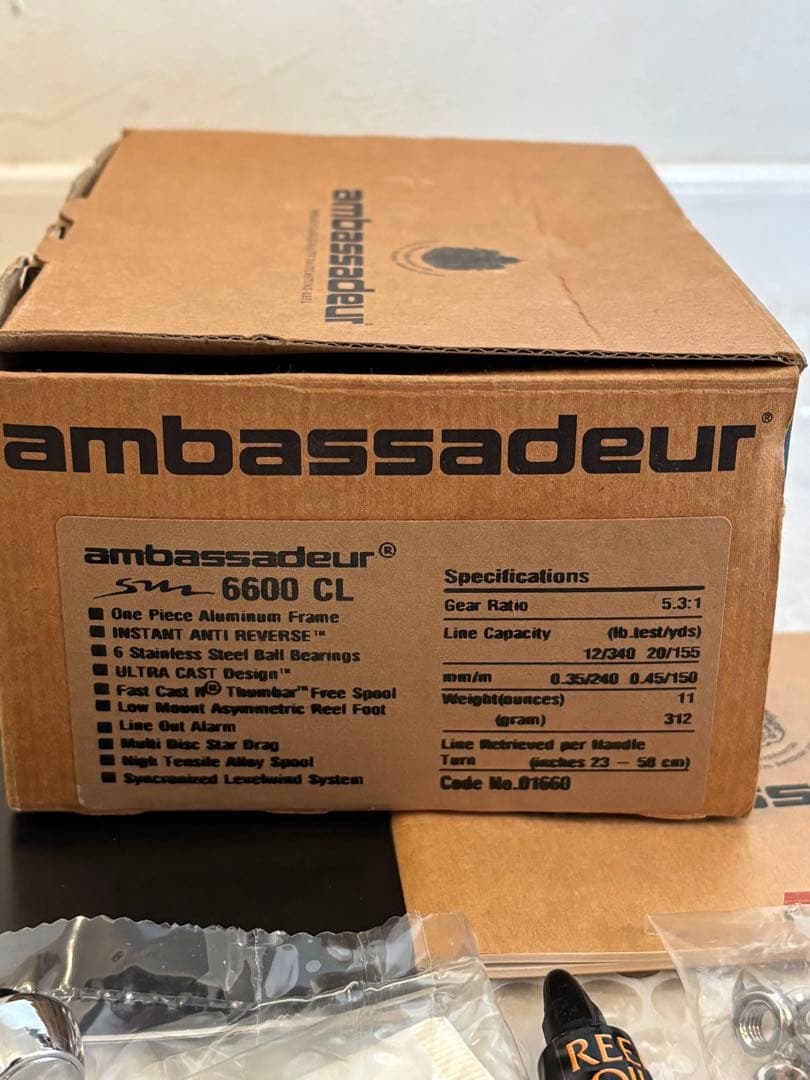 ambassadeur
ambassadeur®
ambassadeur®
SM 6600 CL
■ One Piece Aluminum Frame
■ INSTANT ANTI REVERSE™
■ 6 Stainless Steel Ball Bearings
■ ULTRA CAST Design™
■ Fast Cast II® Thumbar™ Free Spool
■ Low Mount Asymmetric Reel Foot
■ Line Out Alarm
■ Multi Disc Star Drag
■ High Tensile Alloy Spool
■ Syncronized Levelwind System
Specifications
Gear Ratio 5.3:1
Line Capacity (lb.test/yds)
12/340 20/155
mm/m 0.35/240 0.45/150
Weight(ounces) 11
(gram) 312
Line Retrieved per Handle
Turn (inches 23 — 58 cm)
Code No.01660
REE
OIL